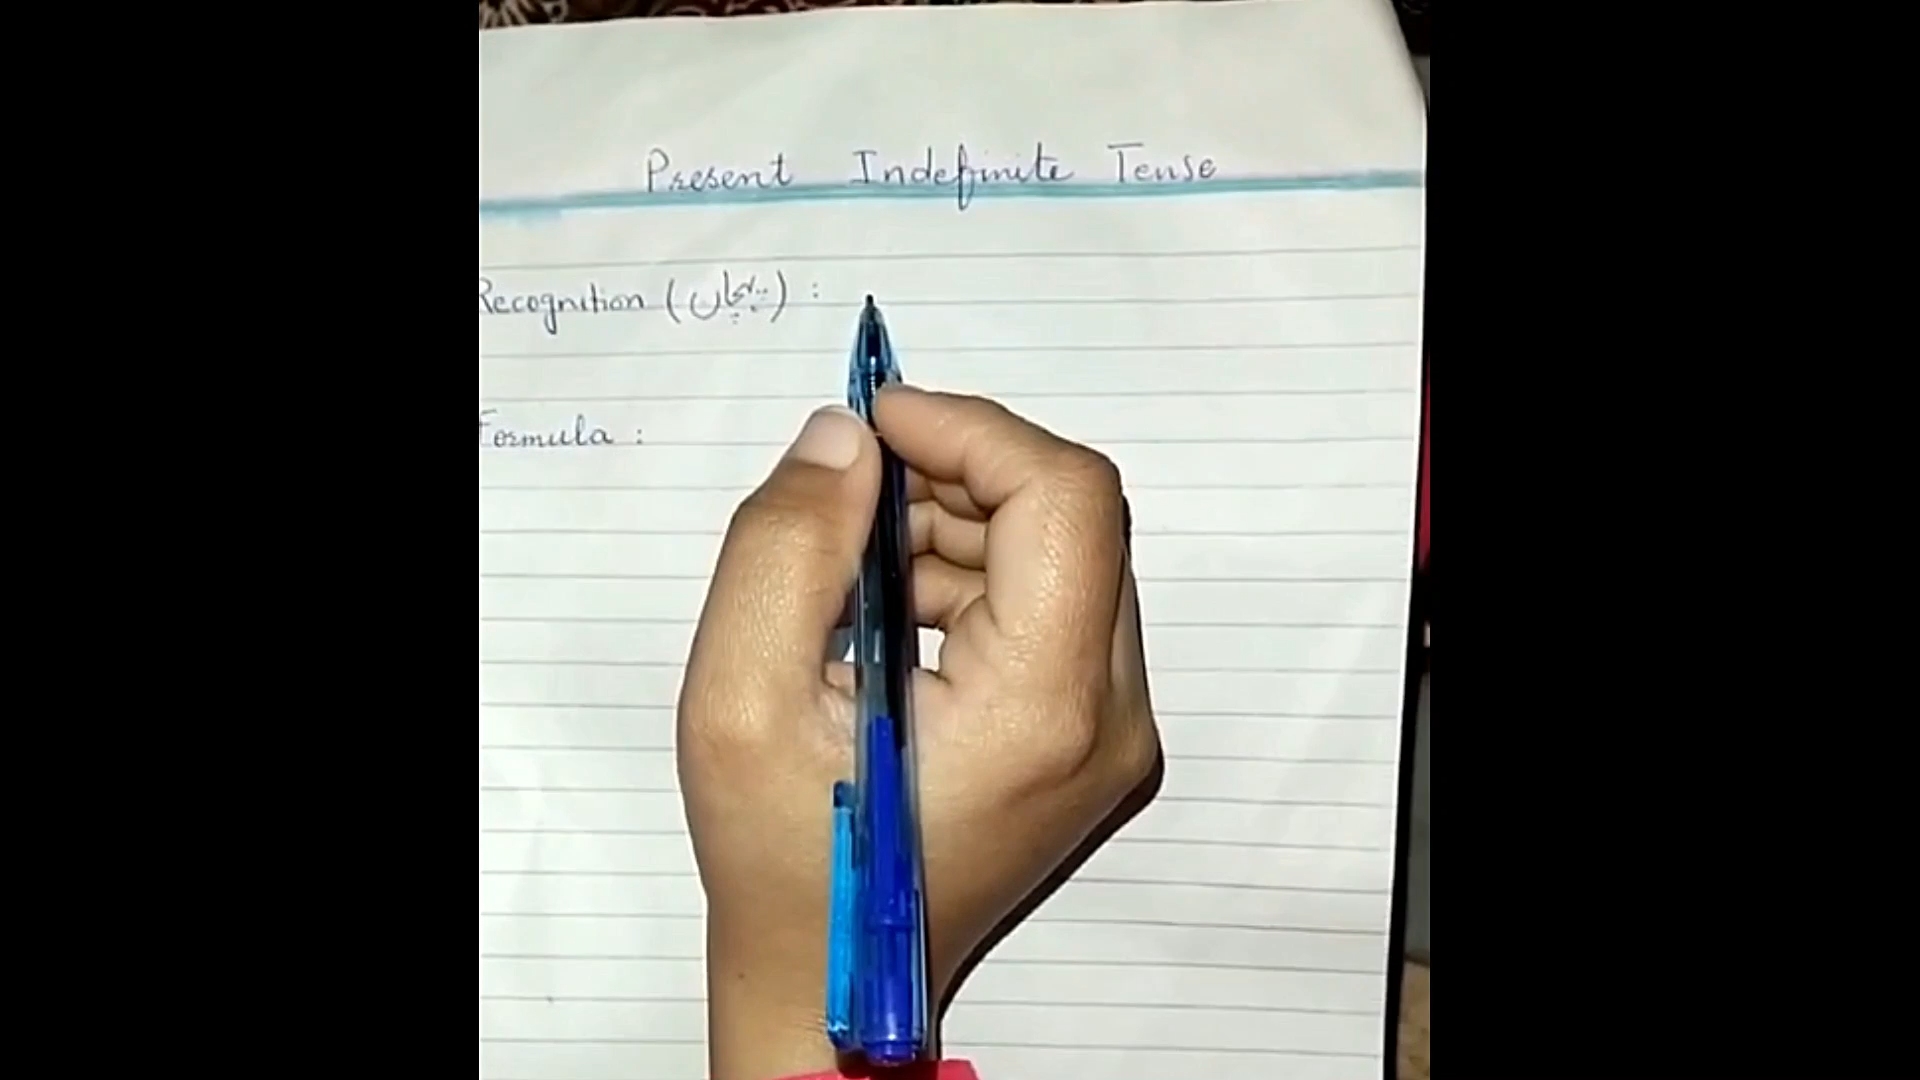 Present Indefinite Tense
Recognition (پہچان) :
Formula :